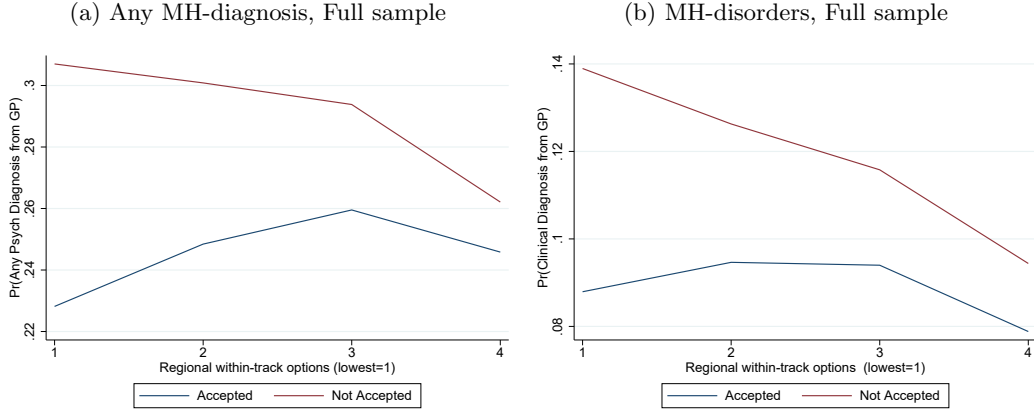 (a) Any MH-diagnosis, Full sample
Pr(Any Psych Diagnosis from GP)
.3
.28
.26
.24
.22
1 2 3 4
Regional within-track options (lowest=1)
Accepted Not Accepted
(b) MH-disorders, Full sample
Pr(Clinical Diagnosis from GP)
.14
.12
.1
.08
1 2 3 4
Regional within-track options (lowest=1)
Accepted Not Accepted